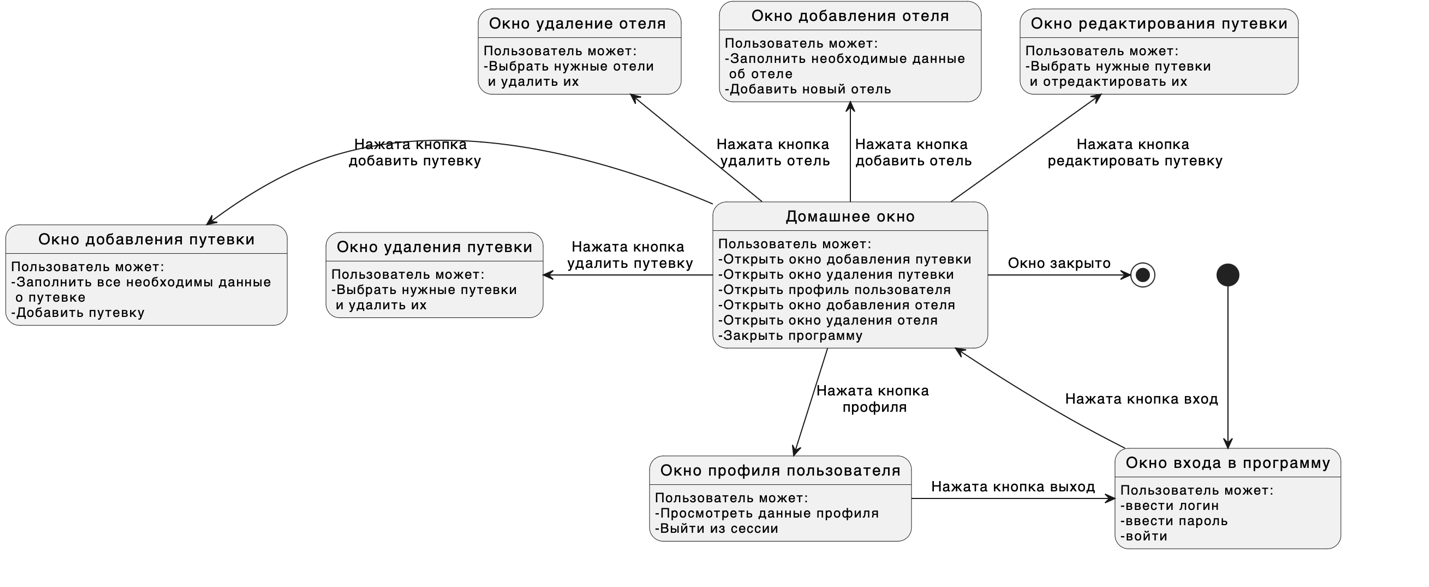 Окно удаление отеля
Пользователь может:
-Выбрать нужные отели
и удалить их
Окно добавления отеля
Пользователь может:
-Заполнить необходимые данные
об отеле
-Добавить новый отель
Окно редактирования путевки
Пользователь может:
-Выбрать нужные путевки
и отредактировать их
Нажата кнопка
добавить путевку
Нажата кнопка
удалить отель
Нажата кнопка
добавить отель
Нажата кнопка
редактировать путевку
Окно добавления путевки
Пользователь может:
-Заполнить все необходимы данные
о путевке
-Добавить путевку
Окно удаления путевки
Пользователь может:
-Выбрать нужные путевки
и удалить их
Нажата кнопка
удалить путевку
Домашнее окно
Пользователь может:
-Открыть окно добавления путевки
-Открыть окно удаления путевки
-Открыть профиль пользователя
-Открыть окно добавления отеля
-Открыть окно удаления отеля
-Закрыть программу
Окно закрыто
Нажата кнопка
профиля
Нажата кнопка вход
Окно профиля пользователя
Пользователь может:
-Просмотреть данные профиля
-Выйти из сессии
Нажата кнопка выход
Окно входа в программу
Пользователь может:
-ввести логин
-ввести пароль
-войти